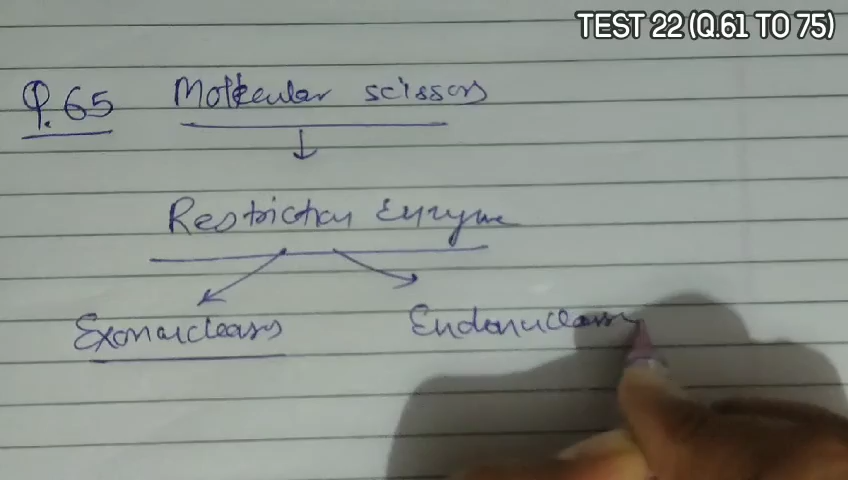 TEST 22 (Q.61 TO 75)
Q.65 Molecular scissors
Restriction Enzyme
Exonucleases Endonucleases